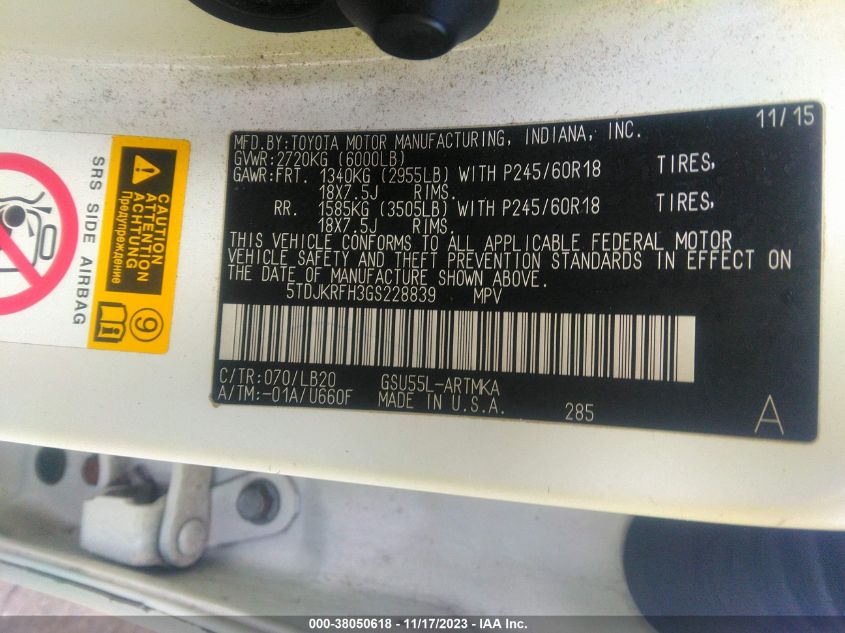 MFD.BY:TOYOTA MOTOR MANUFACTURING, INDIANA, INC. 11/15
GVWR:2720KG (6000LB)
GAWR:FRT. 1340KG (2955LB) WITH P245/60R18 TIRES,
18X7.5J RIMS.
RR. 1585KG (3505LB) WITH P245/60R18 TIRES,
18X7.5J RIMS.
THIS VEHICLE CONFORMS TO ALL APPLICABLE FEDERAL MOTOR
VEHICLE SAFETY AND THEFT PREVENTION STANDARDS IN EFFECT ON
THE DATE OF MANUFACTURE SHOWN ABOVE.
5TDJKRFH3GS228839 MPV
C/TR:070/LB20 GSU55L-ARTMKA
A/TM:-01A/U660F MADE IN U.S.A. 285 A
SRS SIDE AIRBAG
CAUTION
ATTENTION
ACHTUNG
Предупреждение
9
000-38050618 - 11/17/2023 - IAA Inc.